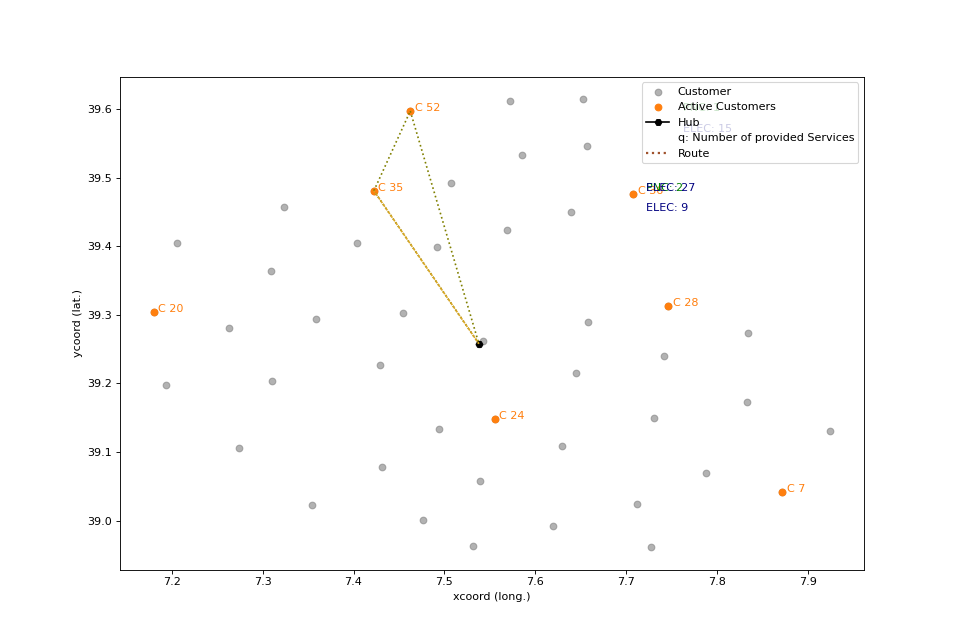 Customer
Active Customers
Hub
q: Number of provided Services
Route
ELEC: 15
C 52
C 35
ELEC: 27
ELEC: 9
C 20
C 28
C 24
C 7
39.6
39.5
39.4
39.3
39.2
39.1
39.0
ycoord (lat.)
7.2 7.3 7.4 7.5 7.6 7.7 7.8 7.9
xcoord (long.)